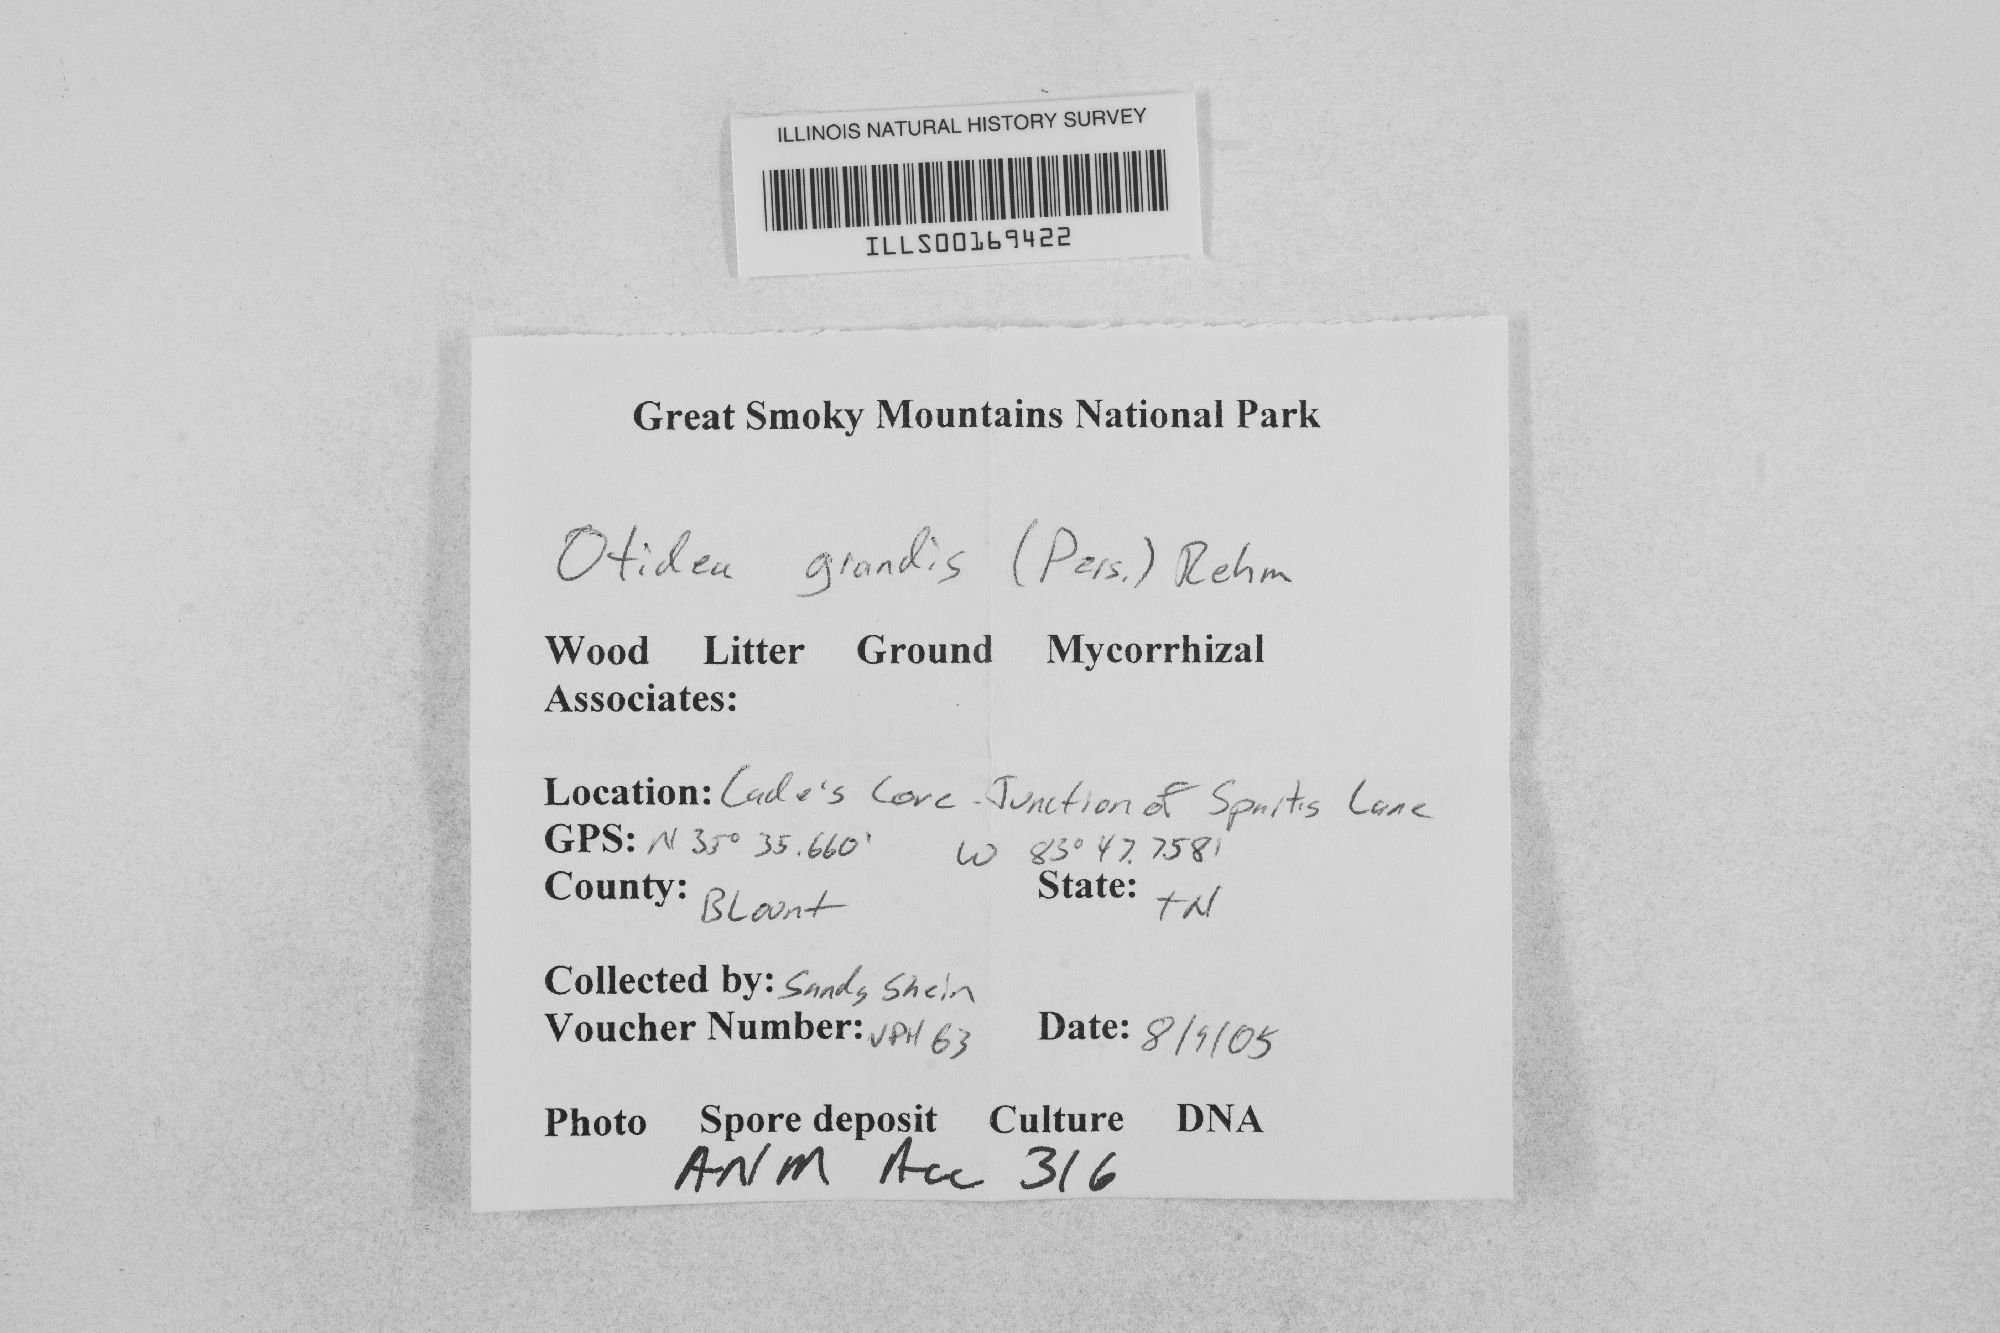 ILLINOIS NATURAL HISTORY SURVEY
ILLS00169422
Great Smoky Mountains National Park
Otidea grandis (Pers.) Rehm
Wood Litter Ground Mycorrhizal
Associates:
Location: Cade's Cove - Junction of Sparks Lane
GPS: N 35° 35.660' W 83° 47.758'
County: BLount State: TN
Collected by: Sandy Shein
Voucher Number: JPH 63 Date: 8/9/05
Photo Spore deposit Culture DNA
ANM Acc 316